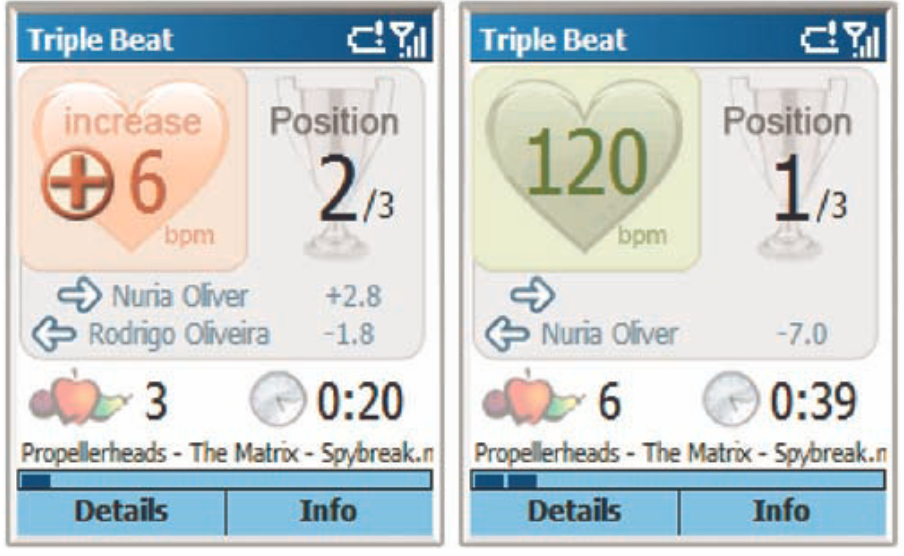 Triple Beat
increase
6
bpm
Position
2/3
Nuria Oliver +2.8
Rodrigo Oliveira -1.8
3 0:20
Propellerheads - The Matrix - Spybreak.m
Details Info
Triple Beat
120
bpm
Position
1/3
Nuria Oliver -7.0
6 0:39
Propellerheads - The Matrix - Spybreak.m
Details Info